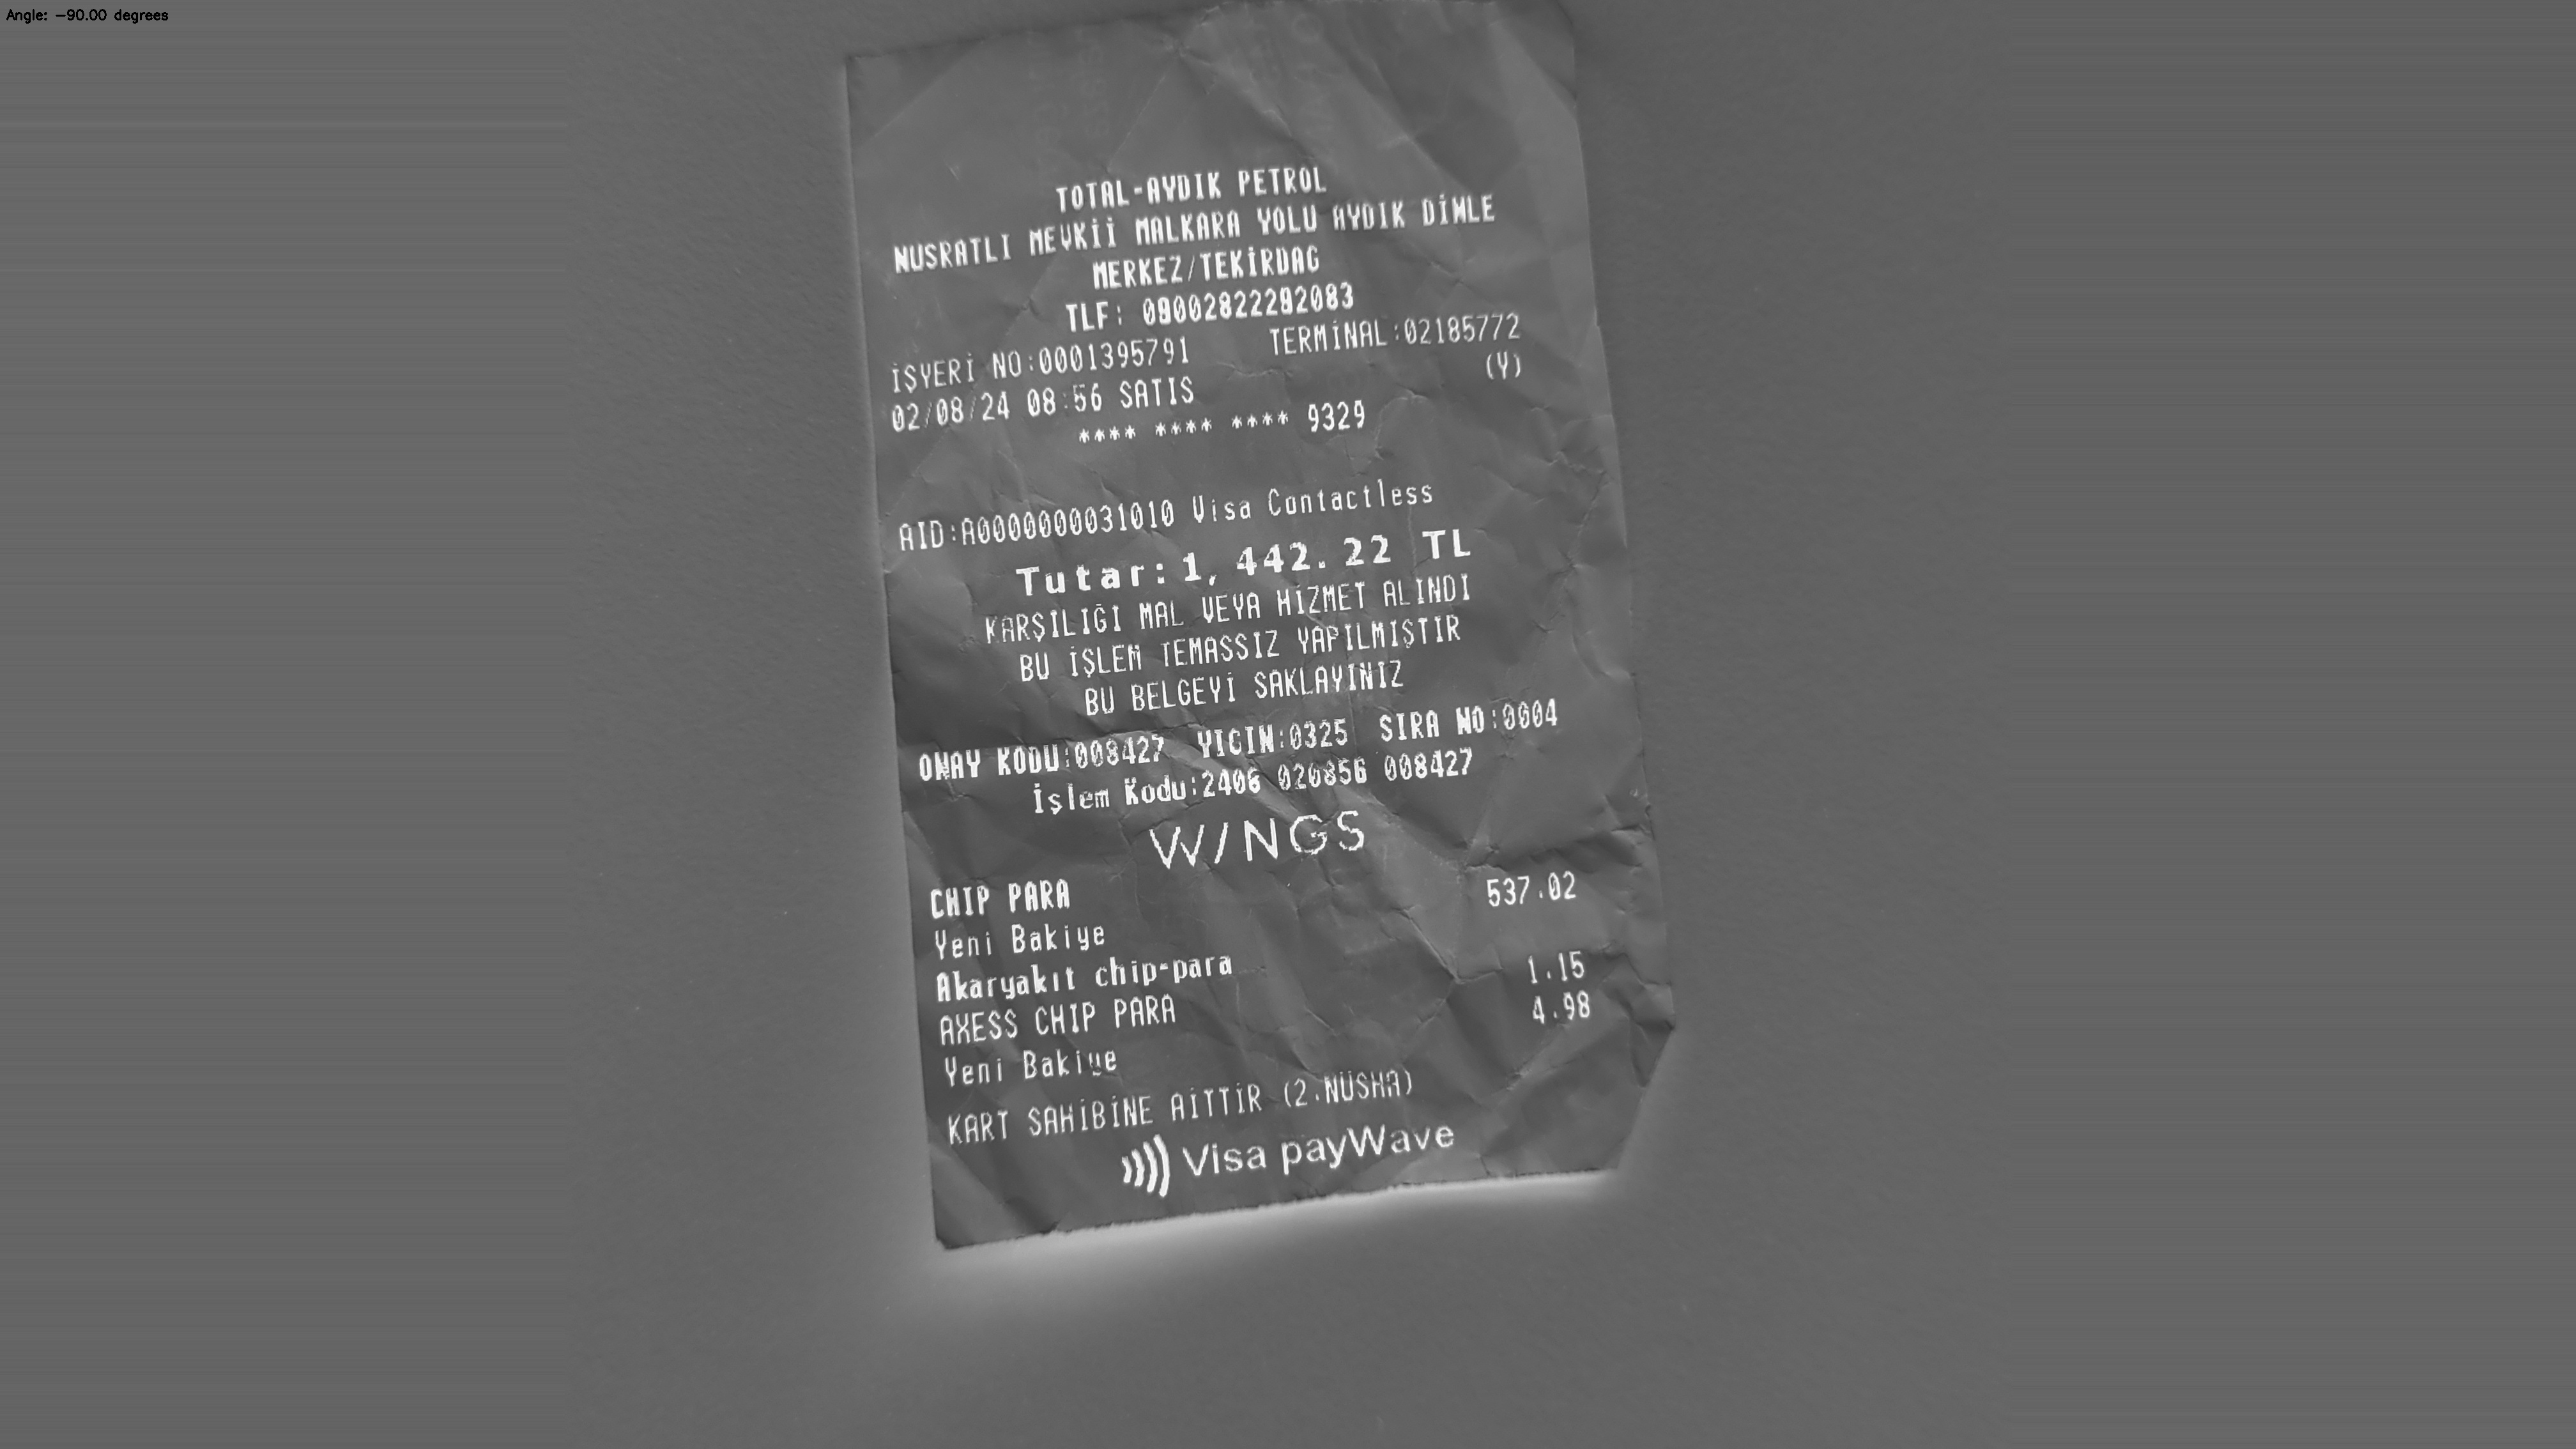 Angle: −90.00 degrees
TOTAL-AYDIK PETROL
NUSRATLI MEVKİİ MALKARA YOLU AYDIK DİNLE
MERKEZ/TEKİRDAG
TLF: 09002822292083
İŞYERİ NO:0001395791 TERMİNAL:02185772
02/08/24 08:56 SATIS (Y)
**** **** **** 9329
AID:A0000000031010 Visa Contactless
Tutar:1,442.22 TL
KARŞILIĞI MAL VEYA HİZMET ALINDI
BU İŞLEM TEMASSIZ YAPILMIŞTIR
BU BELGEYİ SAKLAYINIZ
ONAY KODU:008427 YIGIN:0325 SIRA NO:0004
İşlem Kodu:2406 020856 008427
WINGS
CHIP PARA 537.02
Yeni Bakiye
Akaryakıt chip-para 1.15
AXESS CHIP PARA 4.98
Yeni Bakiye
KART SAHİBİNE AİTTİR (2.NÜSHA)
Visa payWave